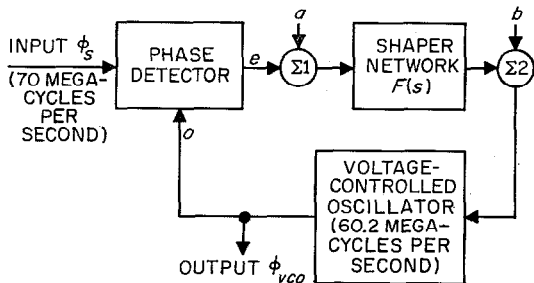 a
b
INPUT ϕs
(70 MEGA-
CYCLES
PER
SECOND)
PHASE
DETECTOR
e
Σ1
SHAPER
NETWORK
F(s)
Σ2
o
VOLTAGE-
CONTROLLED
OSCILLATOR
(60.2 MEGA-
CYCLES PER
SECOND)
OUTPUT ϕvco